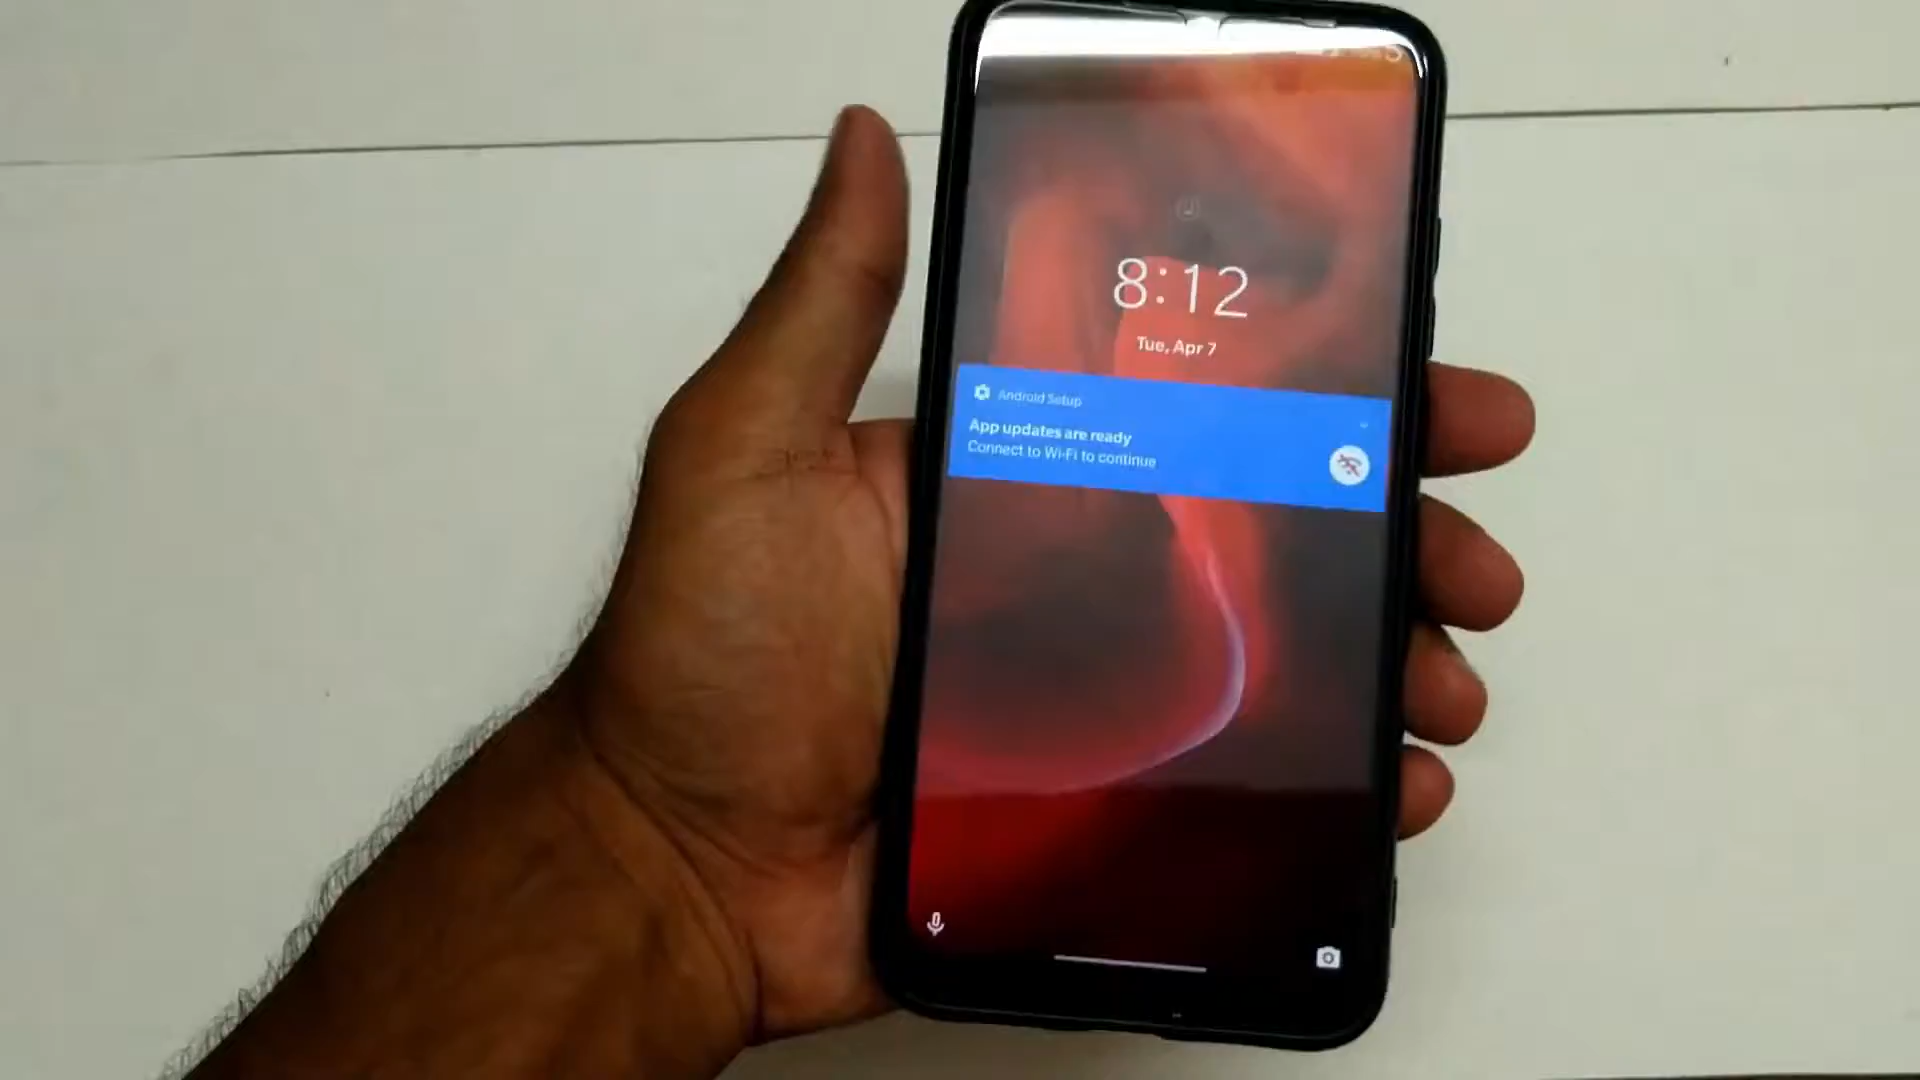 8:12
Tue, Apr 7
Android Setup
App updates are ready
Connect to Wi-Fi to continue